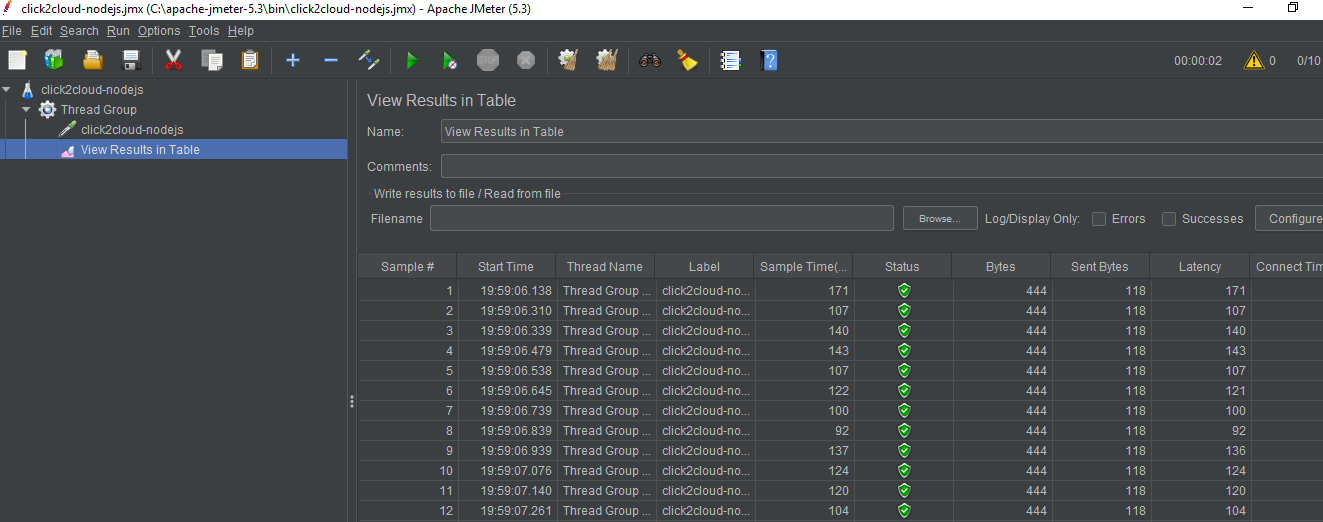 click2cloud-nodejs.jmx (C:\apache-jmeter-5.3\bin\click2cloud-nodejs.jmx) - Apache JMeter (5.3)
File Edit Search Run Options Tools Help
STOP 00:00:02 0 0/10
click2cloud-nodejs
Thread Group
click2cloud-nodejs
View Results in Table
View Results in Table
Name: View Results in Table
Comments:
Write results to file / Read from file
Filename Browse... Log/Display Only: Errors Successes Configure
Sample # Start Time Thread Name Label Sample Time(... Status Bytes Sent Bytes Latency Connect Tim
1 19:59:06.138 Thread Group ... click2cloud-no... 171 444 118 171
2 19:59:06.310 Thread Group ... click2cloud-no... 107 444 118 107
3 19:59:06.339 Thread Group ... click2cloud-no... 140 444 118 140
4 19:59:06.479 Thread Group ... click2cloud-no... 143 444 118 143
5 19:59:06.538 Thread Group ... click2cloud-no... 107 444 118 107
6 19:59:06.645 Thread Group ... click2cloud-no... 122 444 118 121
7 19:59:06.739 Thread Group ... click2cloud-no... 100 444 118 100
8 19:59:06.839 Thread Group ... click2cloud-no... 92 444 118 92
9 19:59:06.939 Thread Group ... click2cloud-no... 137 444 118 136
10 19:59:07.076 Thread Group ... click2cloud-no... 124 444 118 124
11 19:59:07.140 Thread Group ... click2cloud-no... 120 444 118 120
12 19:59:07.261 Thread Group ... click2cloud-no... 104 444 118 104